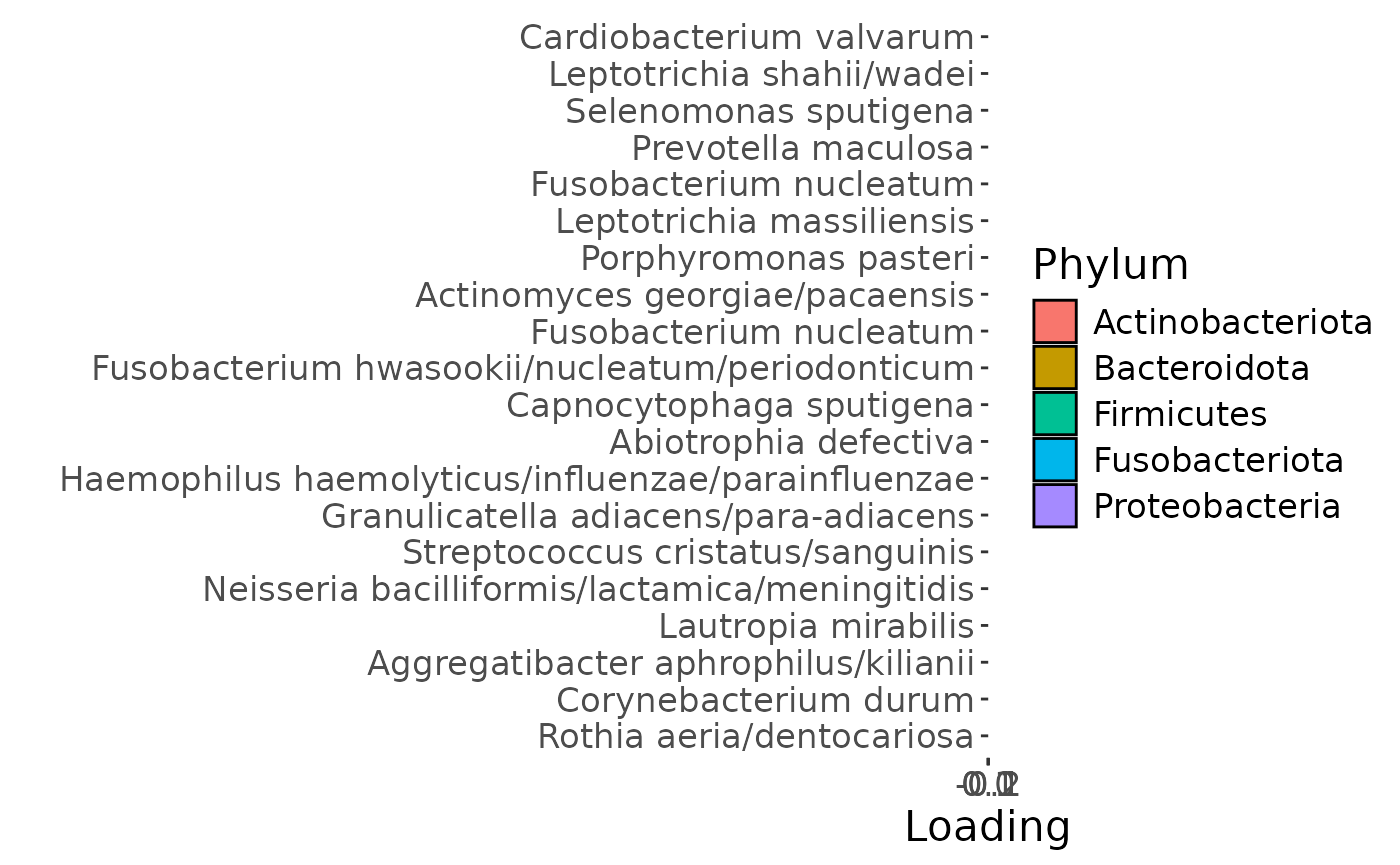 Cardiobacterium valvarum
Leptotrichia shahii/wadei
Selenomonas sputigena
Prevotella maculosa
Fusobacterium nucleatum
Leptotrichia massiliensis
Porphyromonas pasteri
Actinomyces georgiae/pacaensis
Fusobacterium nucleatum
Fusobacterium hwasookii/nucleatum/periodonticum
Capnocytophaga sputigena
Abiotrophia defectiva
Haemophilus haemolyticus/influenzae/parainfluenzae
Granulicatella adiacens/para-adiacens
Streptococcus cristatus/sanguinis
Neisseria bacilliformis/lactamica/meningitidis
Lautropia mirabilis
Aggregatibacter aphrophilus/kilianii
Corynebacterium durum
Rothia aeria/dentocariosa
Loading
Phylum
Actinobacteriota
Bacteroidota
Firmicutes
Fusobacteriota
Proteobacteria